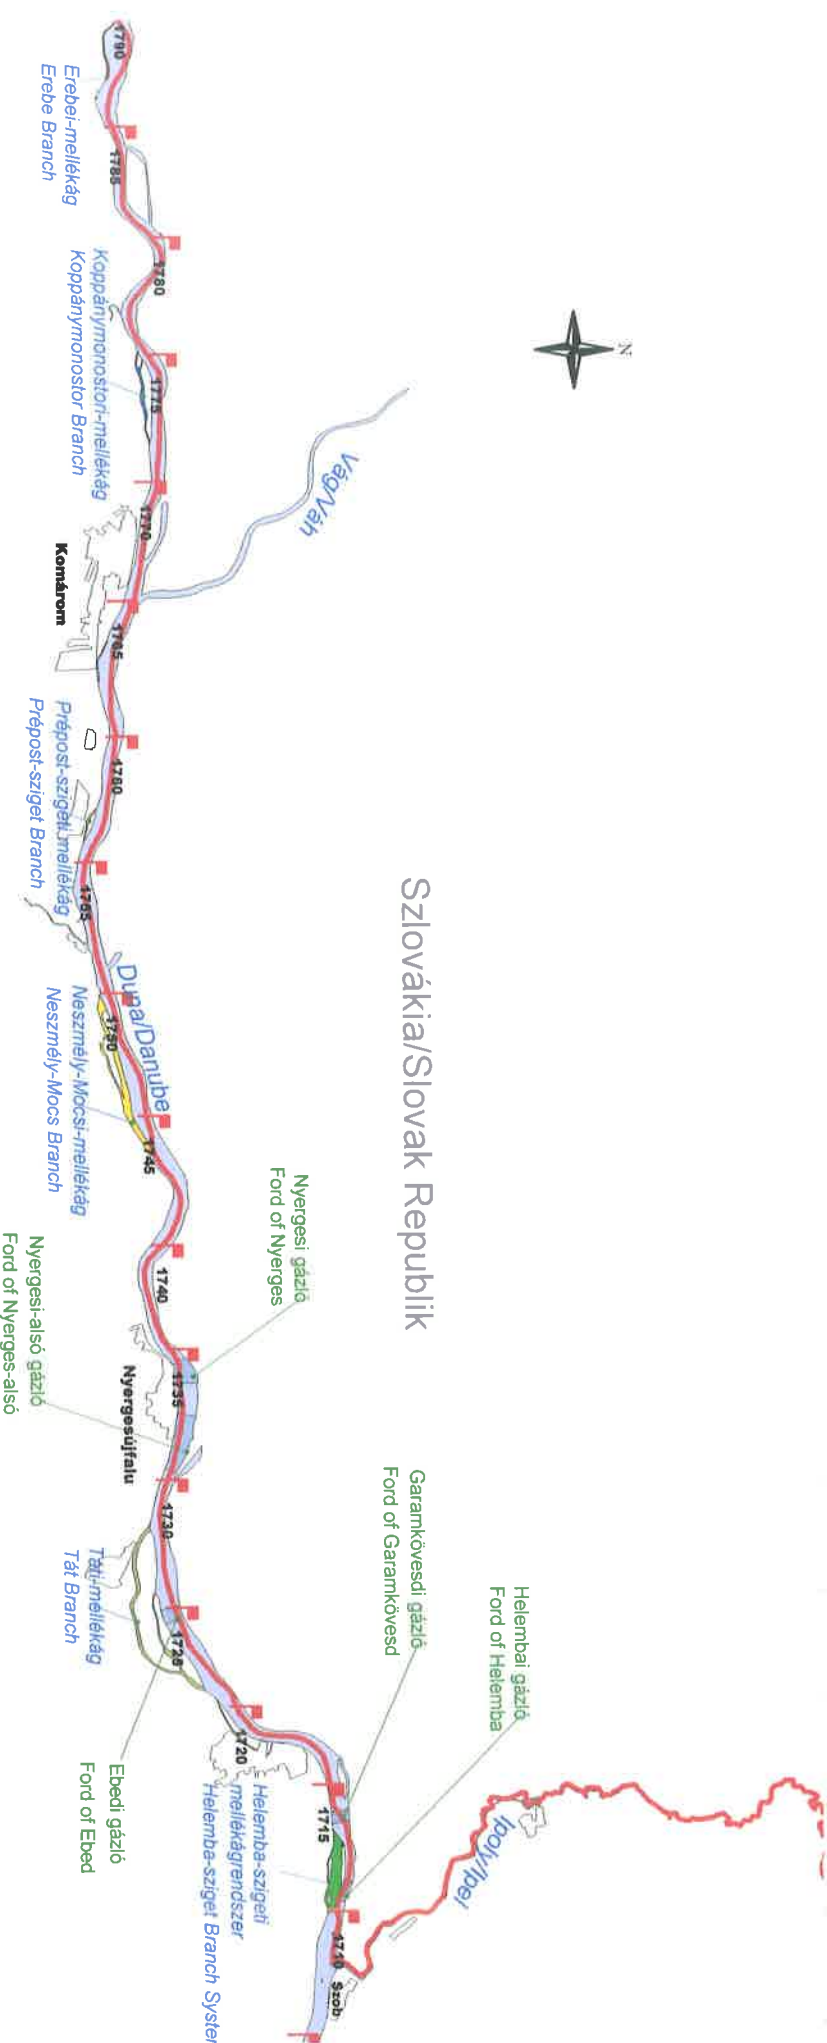 N
Szlovákia/Slovak Republik
Vág/Váh
Duna/Danube
Ipoly/Ipel
1790
1785
1780
1775
1770
1765
1760
1755
1750
1745
1740
1735
1730
1725
1720
1715
1710
Erebei-mellékág
Erebe Branch
Koppánymonostori-mellékág
Koppánymonostor Branch
Komárom
Prépost-szigeti mellékág
Prépost-sziget Branch
Neszmély-Mocsi-mellékág
Neszmély-Mocs Branch
Nyergesi gázló
Ford of Nyerges
Nyergesi-alsó gázló
Ford of Nyerges-alsó
Nyergesújfalu
Táti-mellékág
Tát Branch
Garamkövesdi gázló
Ford of Garamkövesd
Helembai gázló
Ford of Helemba
Ebedi gázló
Ford of Ebed
Helemba-szigeti
mellékágrendszer
Helemba-sziget Branch System
Szob